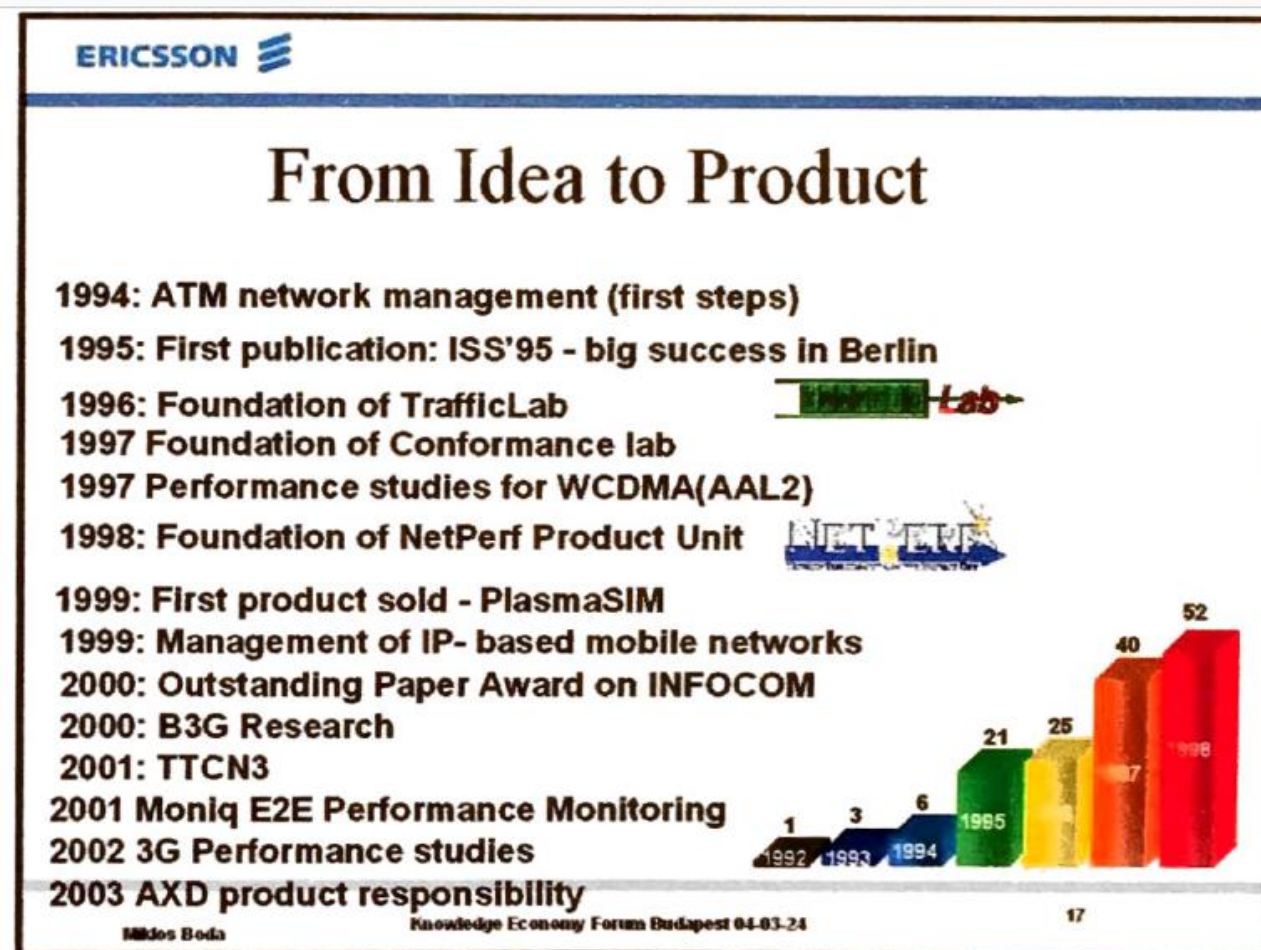 ERICSSON
From Idea to Product
1994: ATM network management (first steps)
1995: First publication: ISS'95 - big success in Berlin
1996: Foundation of TrafficLab
Lab
1997 Foundation of Conformance lab
1997 Performance studies for WCDMA(AAL2)
1998: Foundation of NetPerf Product Unit
NET PERF
1999: First product sold - PlasmaSIM
1999: Management of IP- based mobile networks
2000: Outstanding Paper Award on INFOCOM
2000: B3G Research
2001: TTCN3
2001 Moniq E2E Performance Monitoring
2002 3G Performance studies
2003 AXD product responsibility
1 3 6 21 25 40 52
1992 1993 1994 1995 1998
Miklos Boda
Knowledge Economy Forum Budapest 04-03-24
17